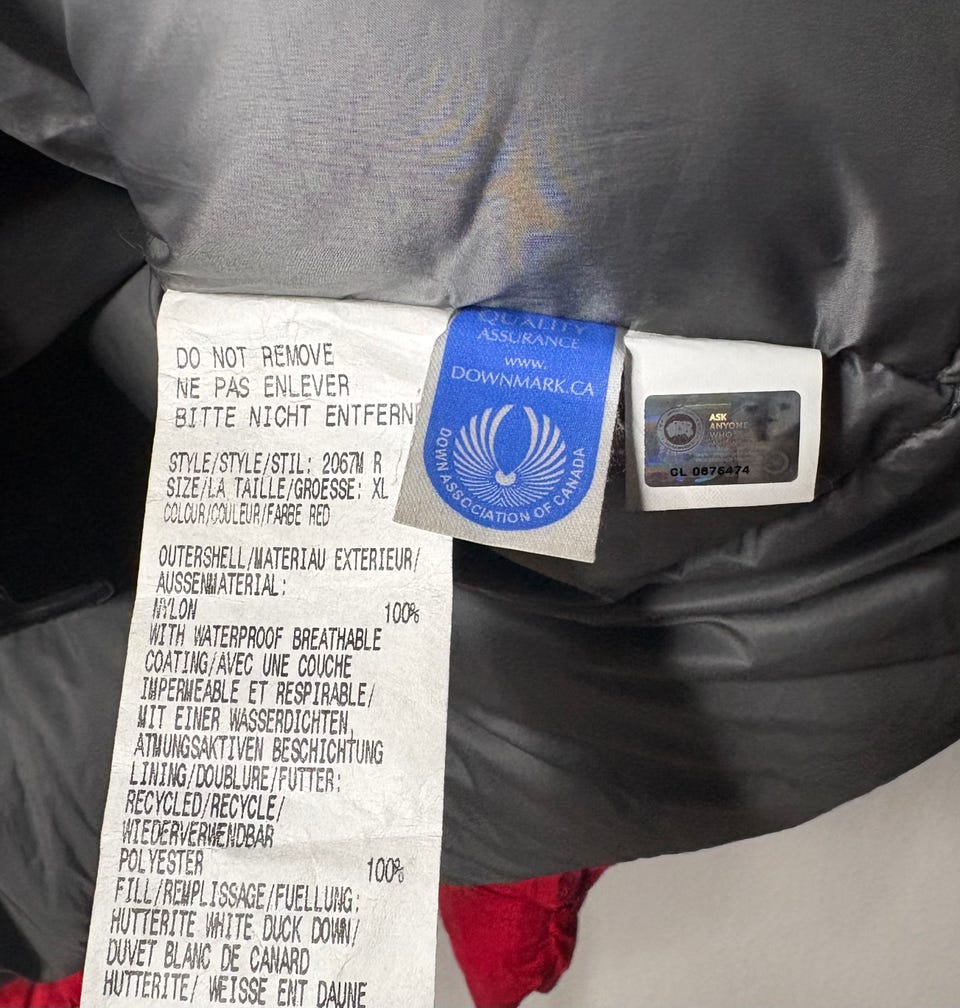 DO NOT REMOVE
NE PAS ENLEVER
BITTE NICHT ENTFERN
STYLE/STYLE/STIL: 2067M R
SIZE/LA TAILLE/GROESSE: XL
COLOUR/COULEUR/FARBE RED
OUTERSHELL/MATERIAU EXTERIEUR/
AUSSENMATERIAL:
NYLON 100%
WITH WATERPROOF BREATHABLE
COATING/AVEC UNE COUCHE
IMPERMEABLE ET RESPIRABLE/
MIT EINER WASSERDICHTEN,
ATMUNGSAKTIVEN BESCHICHTUNG
LINING/DOUBLURE/FUTTER:
RECYCLED/RECYCLE/
WIEDERVERWENDBAR
POLYESTER 100%
FILL/REMPLISSAGE/FUELLUNG:
HUTTERITE WHITE DUCK DOWN/
DUVET BLANC DE CANARD
HUTTERITE/ WEISSE ENT DAUNE
QUALITY
ASSURANCE
www.
DOWNMARK.CA
DOWN ASSOCIATION OF CANADA
ASK
ANYONE
WHO
CL 0676474